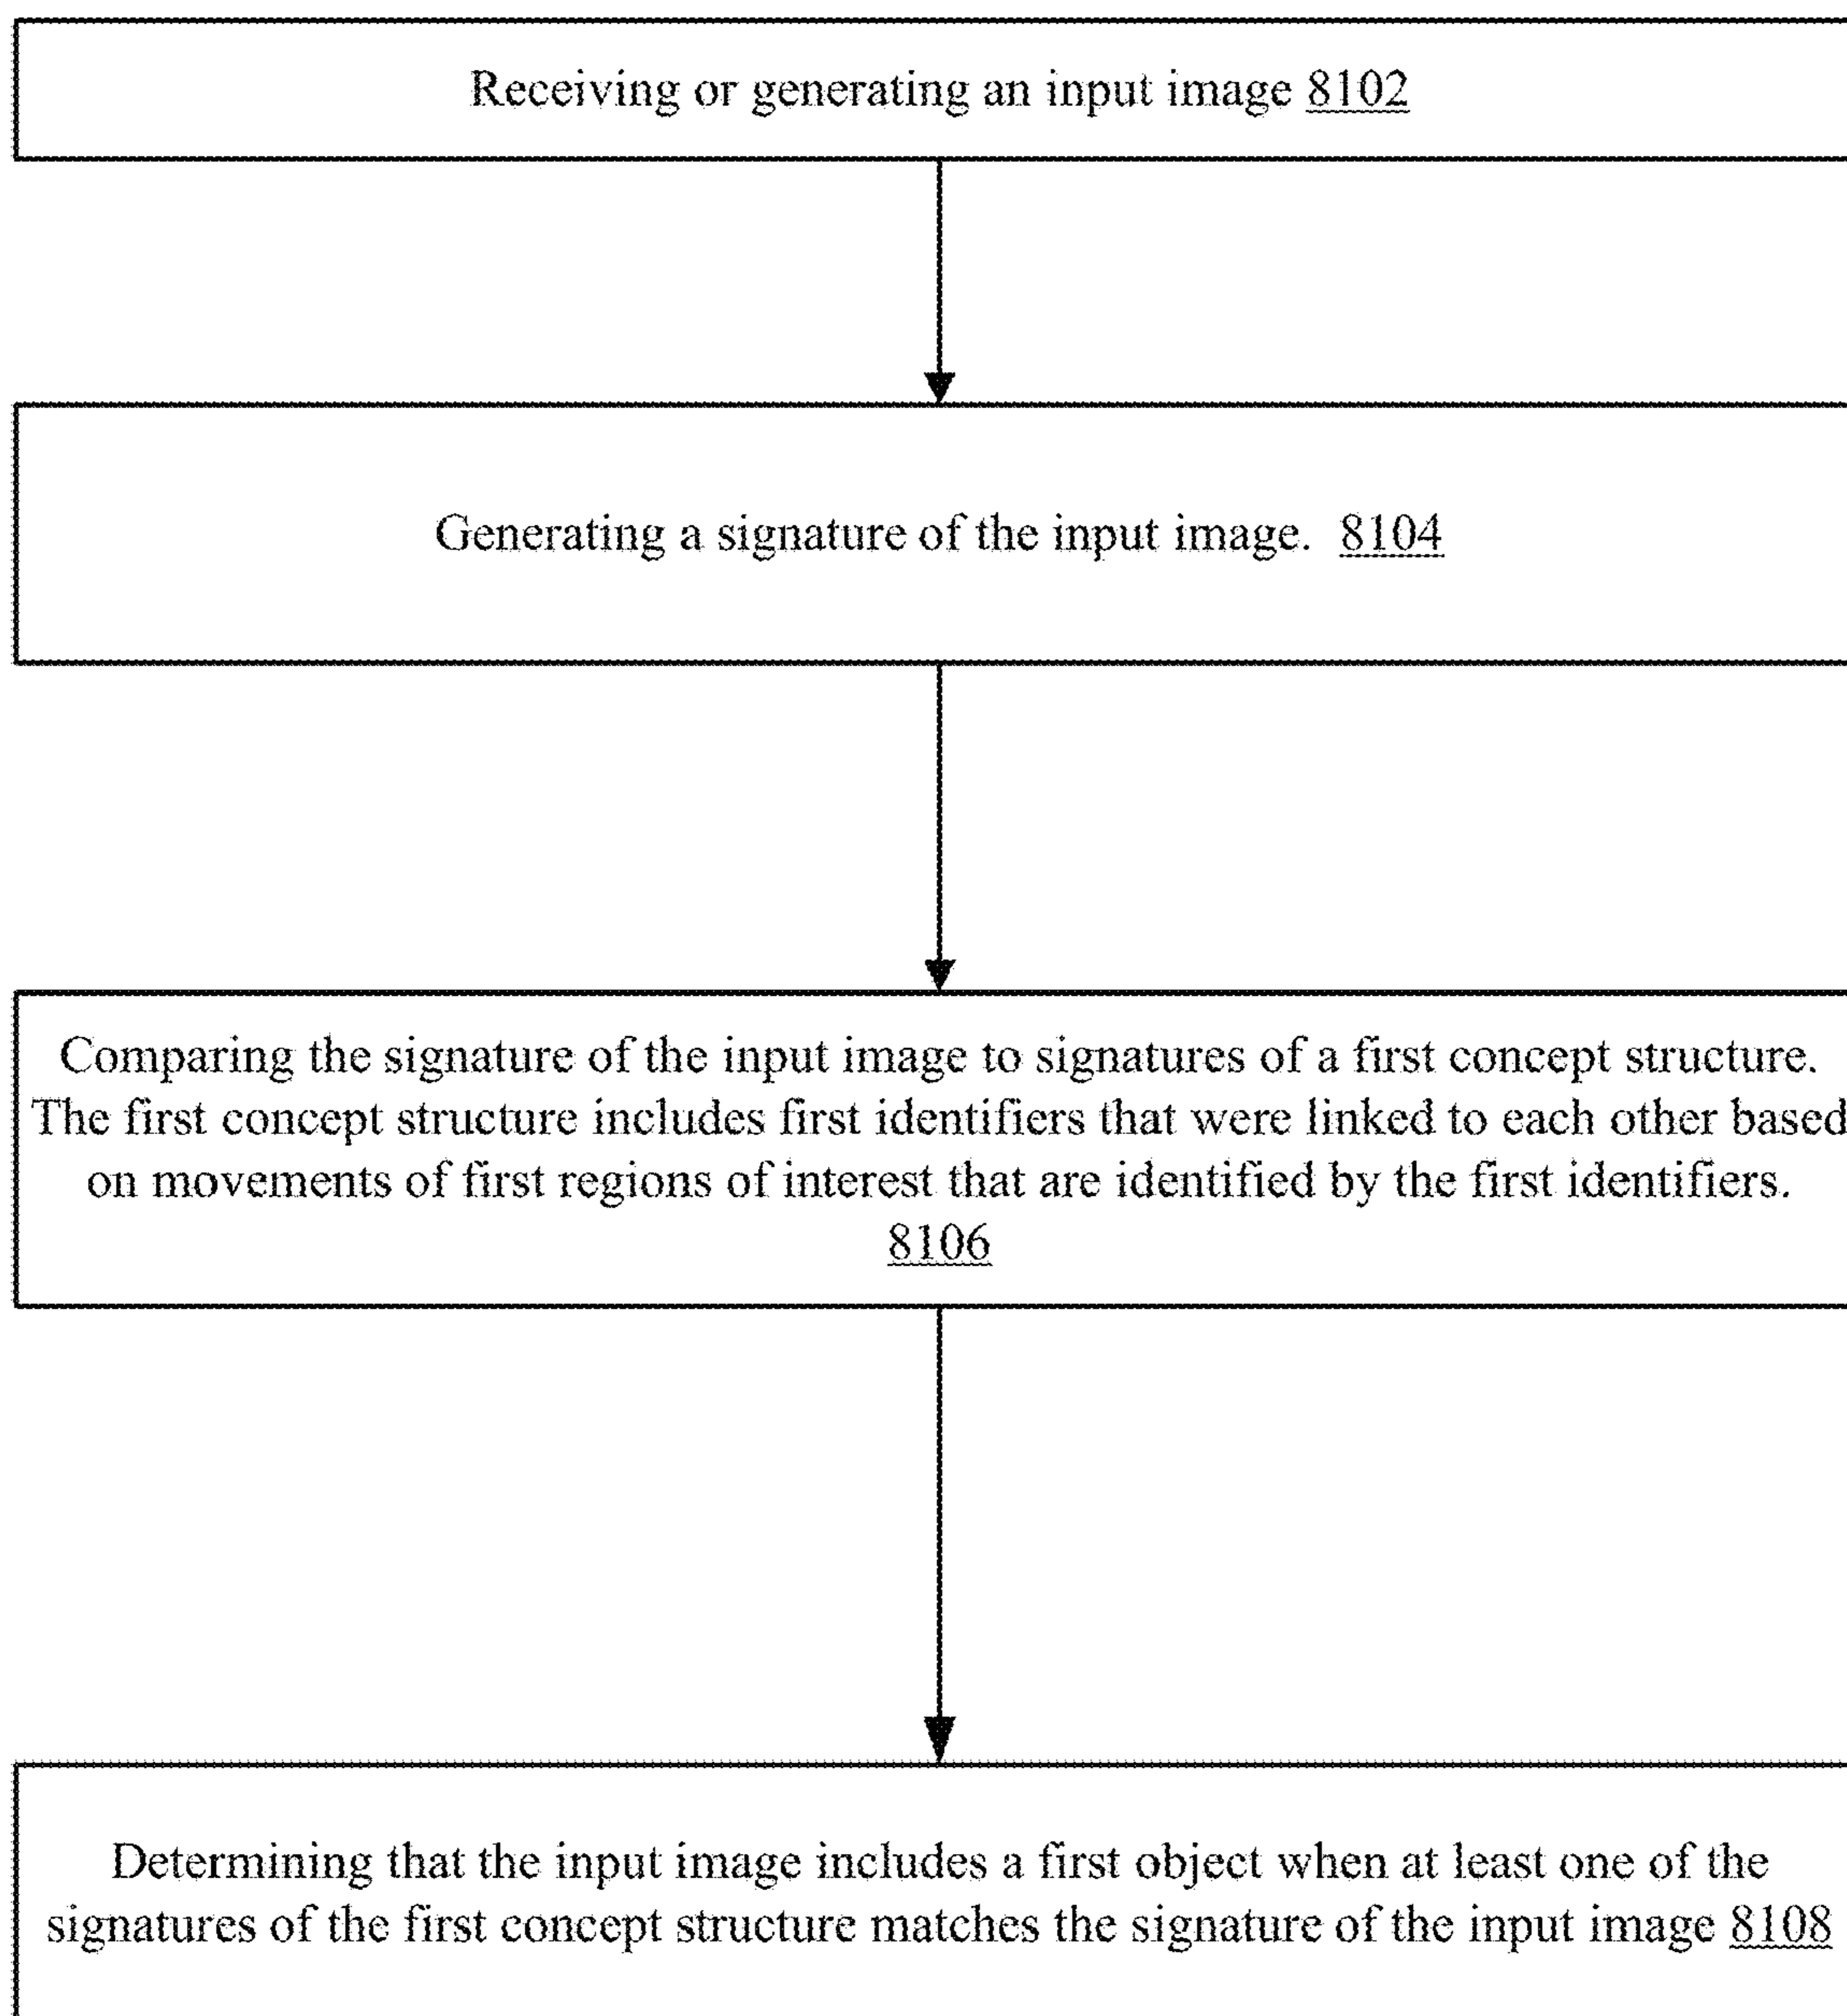 Receiving or generating an input image 8102
Generating a signature of the input image. 8104
Comparing the signature of the input image to signatures of a first concept structure.
The first concept structure includes first identifiers that were linked to each other based
on movements of first regions of interest that are identified by the first identifiers.
8106
Determining that the input image includes a first object when at least one of the
signatures of the first concept structure matches the signature of the input image 8108